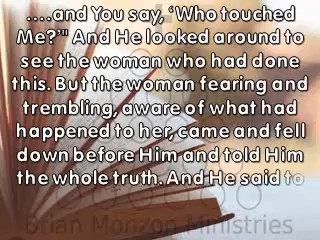 ....and You say, ‘Who touched
Me?’" And He looked around to
see the woman who had done
this. But the woman fearing and
trembling, aware of what had
happened to her, came and fell
down before Him and told Him
the whole truth. And He said to
Brian Monzon Ministries